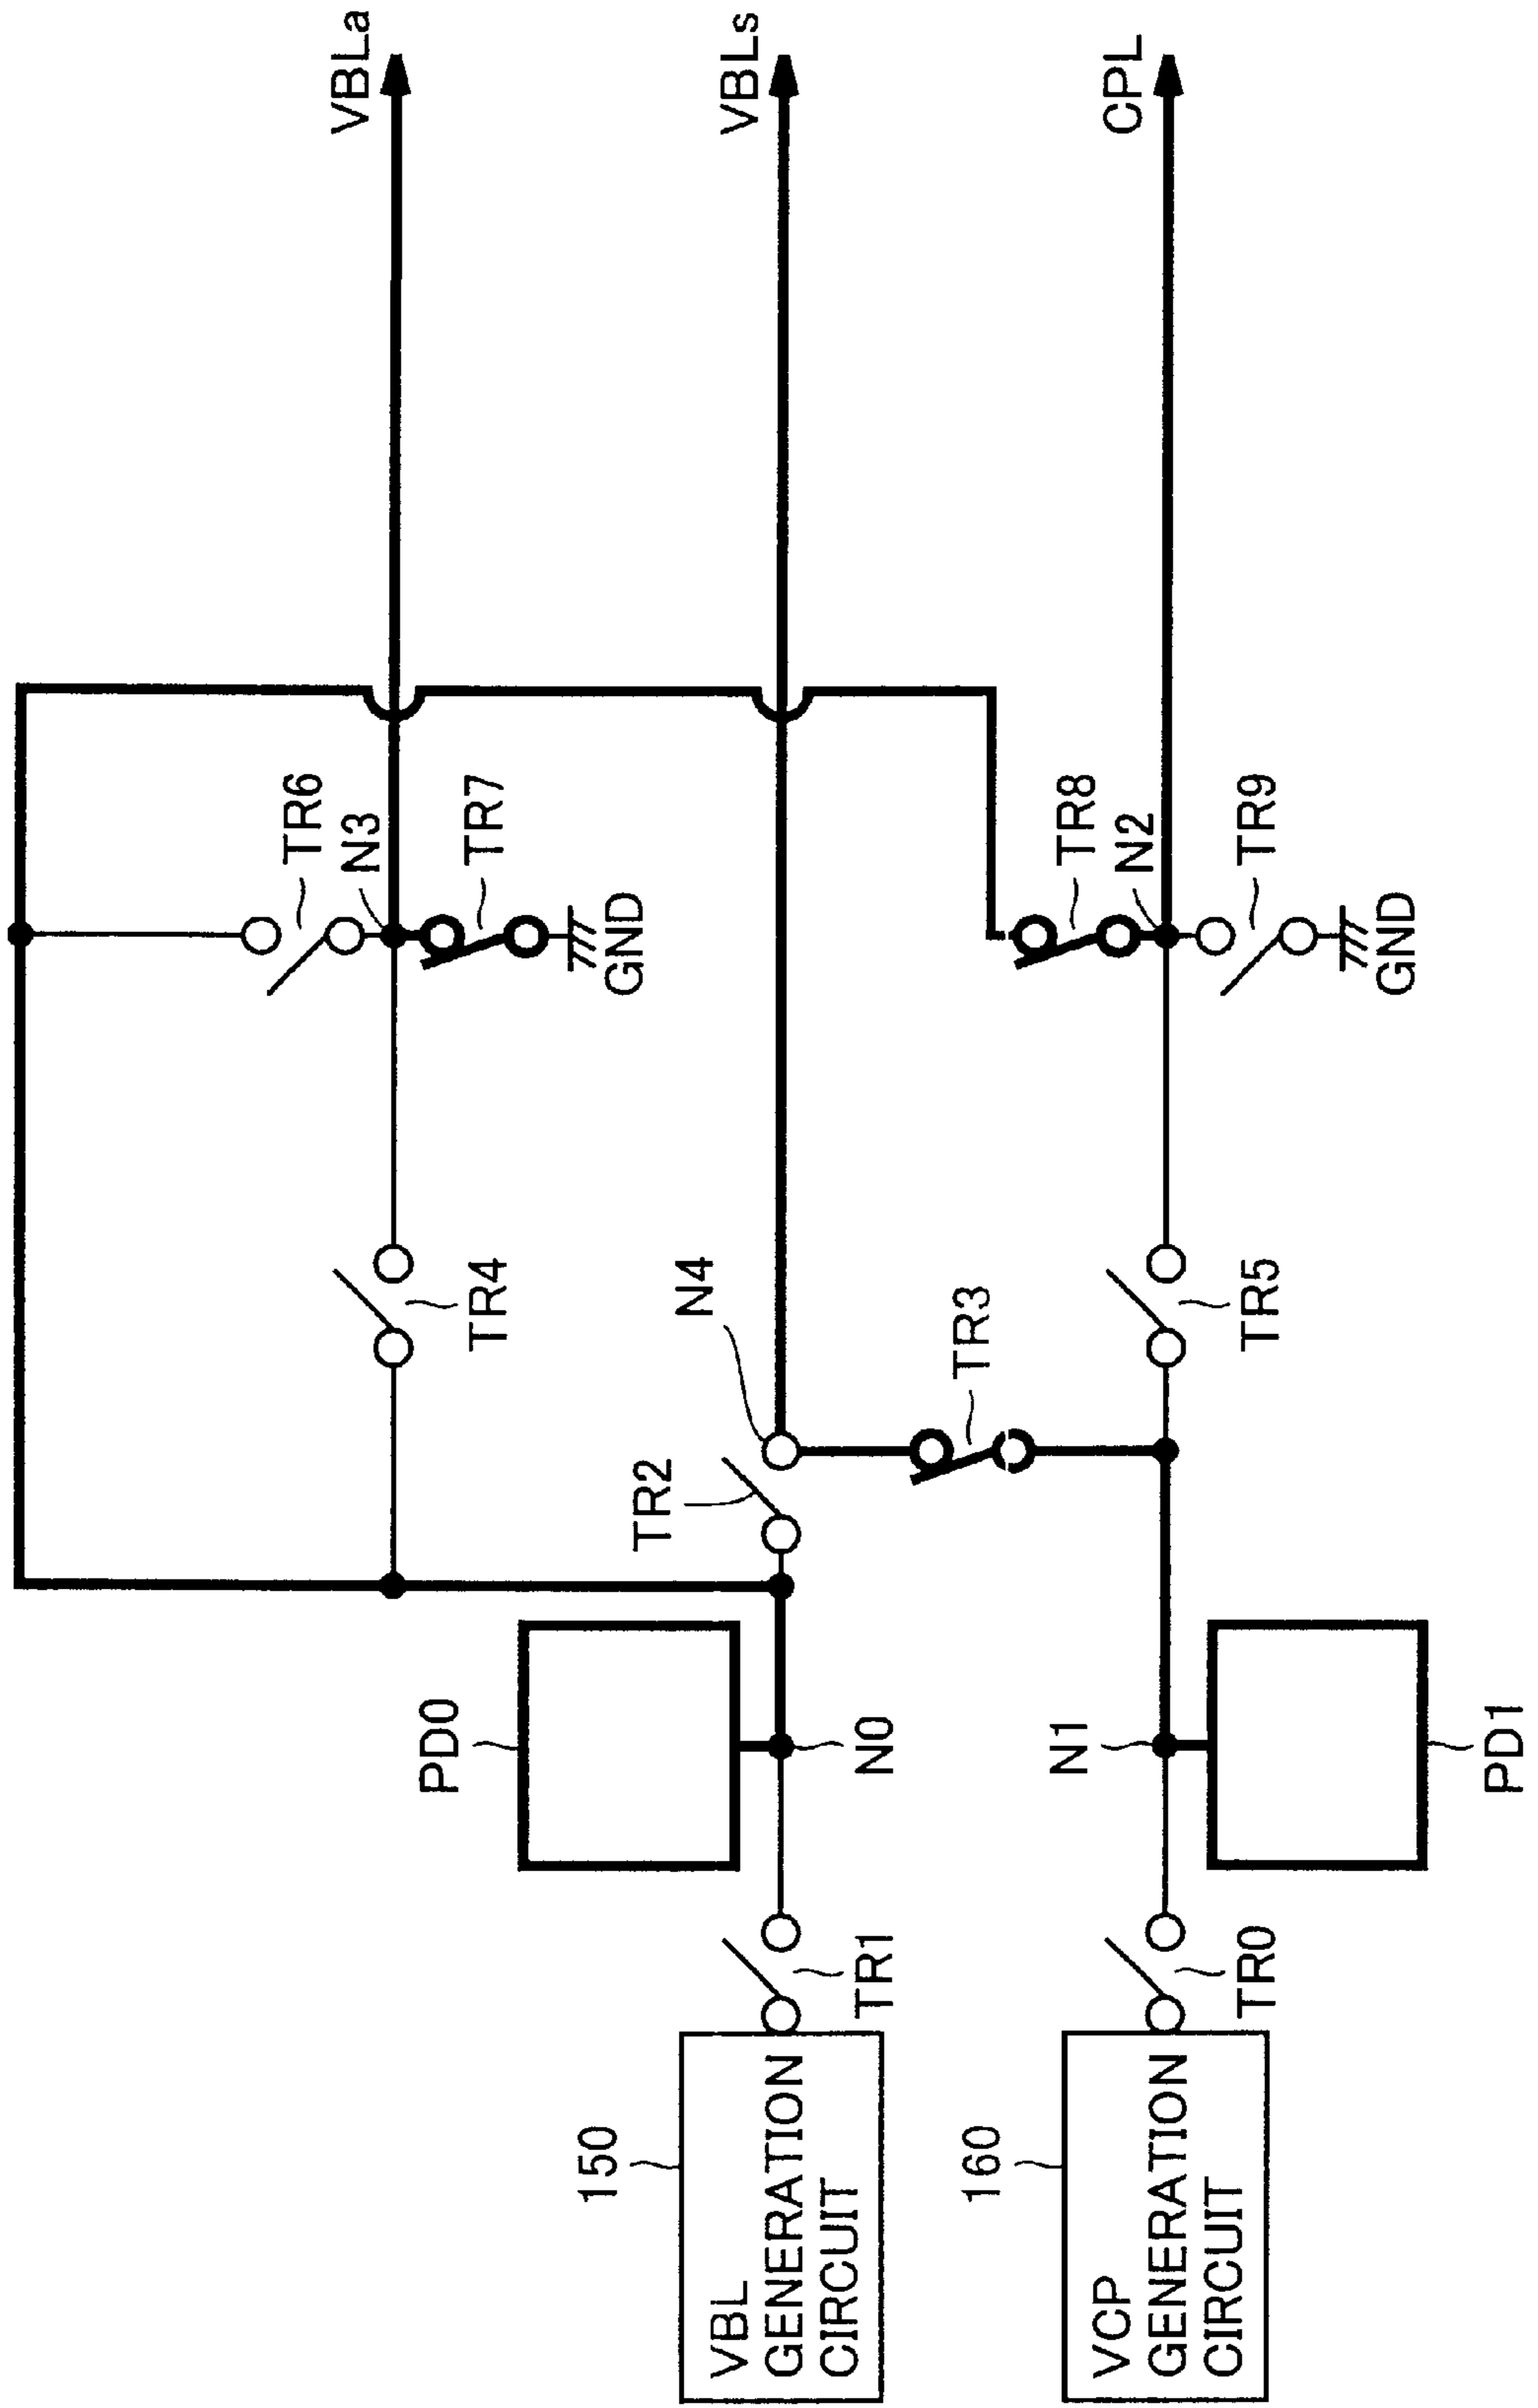 VBLa
VBLs
CPL
TR6
N3
TR7
GND
TR8
N2
TR9
GND
TR4
N4
TR3
TR5
TR2
PD0
N0
N1
PD1
TR1
TR0
150
VBL
GENERATION
CIRCUIT
160
VCP
GENERATION
CIRCUIT